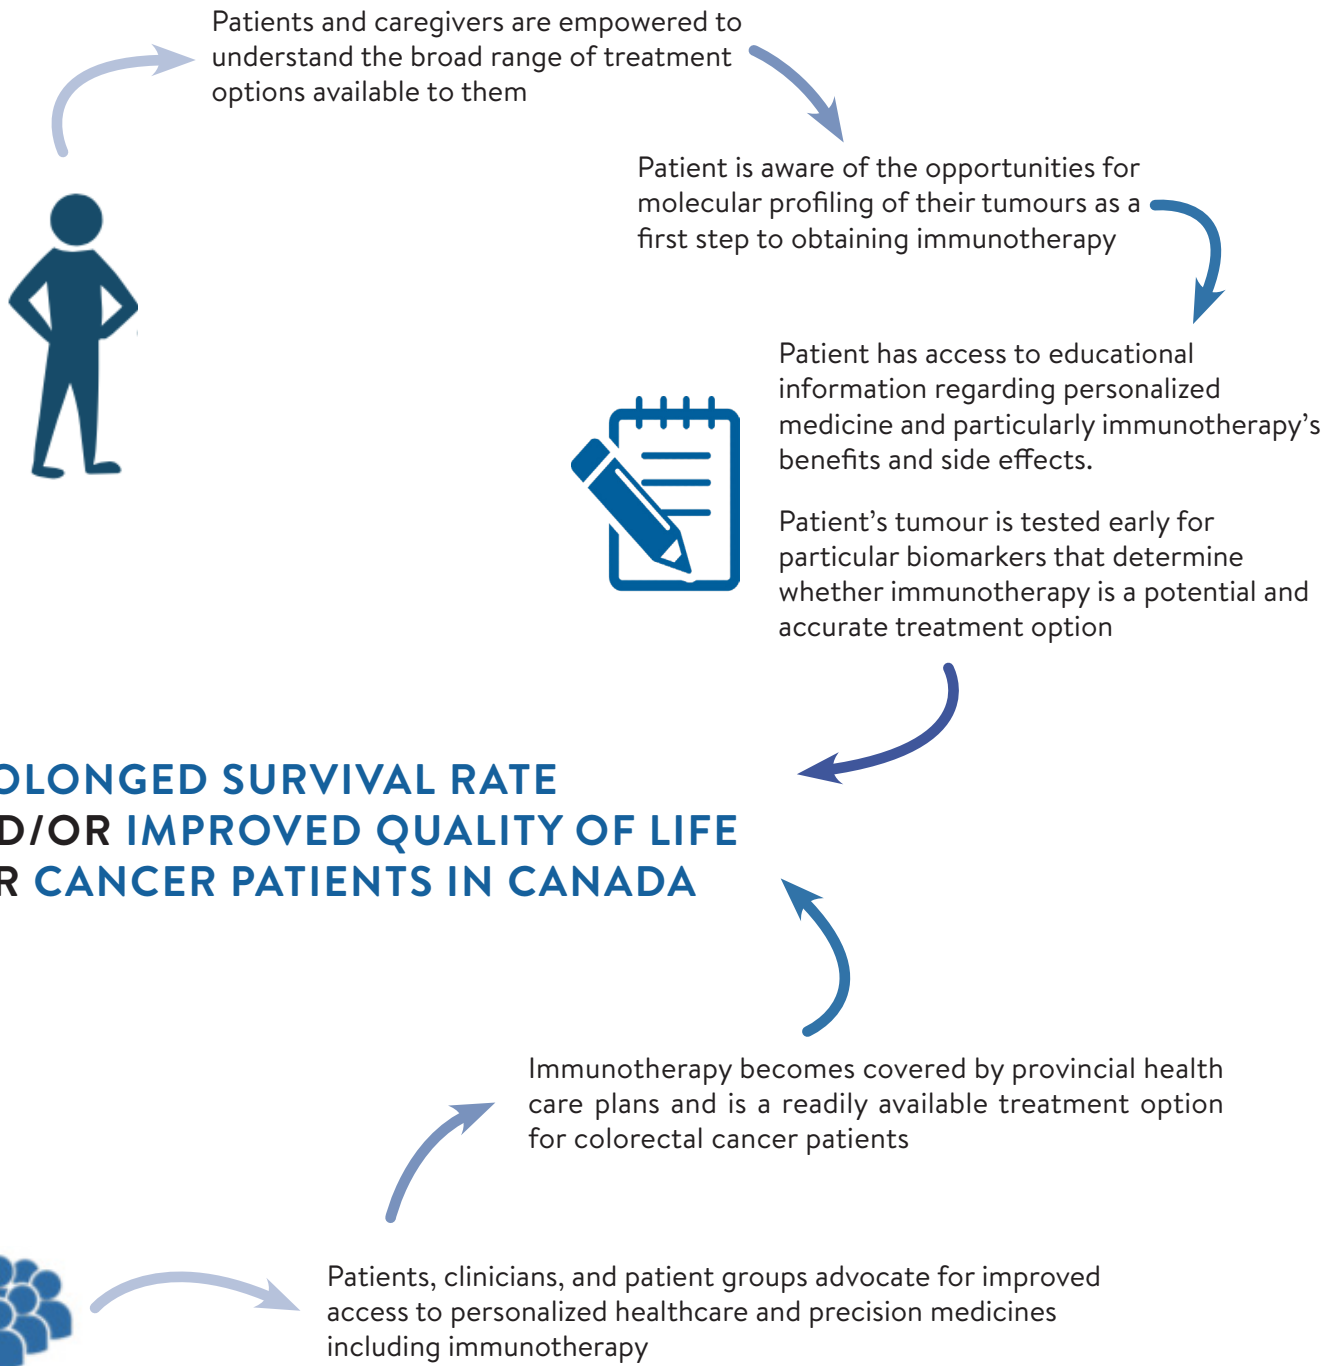 Patients and caregivers are empowered to
understand the broad range of treatment
options available to them
Patient is aware of the opportunities for
molecular profiling of their tumours as a
first step to obtaining immunotherapy
Patient has access to educational
information regarding personalized
medicine and particularly immunotherapy’s
benefits and side effects.
Patient’s tumour is tested early for
particular biomarkers that determine
whether immunotherapy is a potential and
accurate treatment option
OLONGED SURVIVAL RATE
D/OR IMPROVED QUALITY OF LIFE
R CANCER PATIENTS IN CANADA
Immunotherapy becomes covered by provincial health
care plans and is a readily available treatment option
for colorectal cancer patients
Patients, clinicians, and patient groups advocate for improved
access to personalized healthcare and precision medicines
including immunotherapy